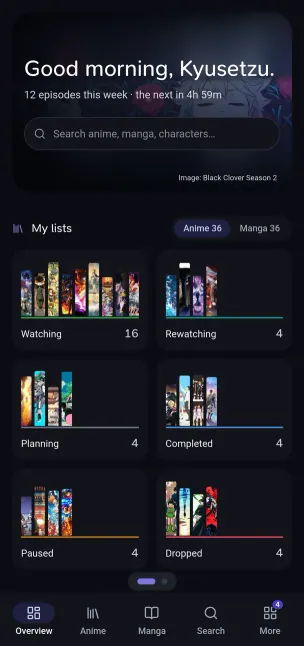 Good morning, Kyusetzu.
12 episodes this week · the next in 4h 59m
Search anime, manga, characters…
Image: Black Clover Season 2
My lists
Anime 36
Manga 36
Watching 16
Rewatching 4
Planning 4
Completed 4
Paused 4
Dropped 4
4
Overview
Anime
Manga
Search
More